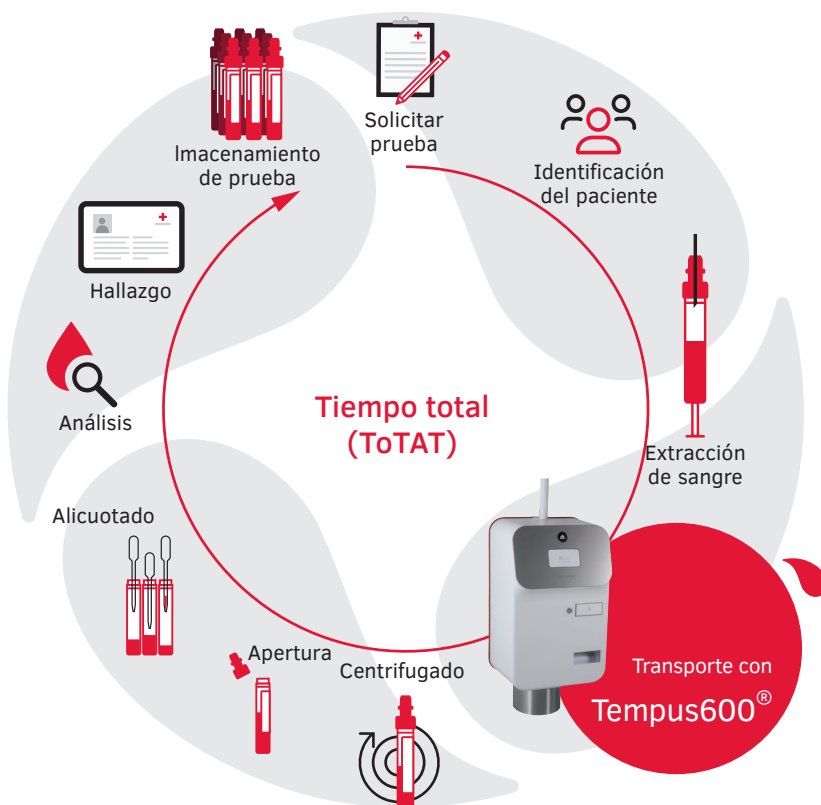 Solicitar
prueba
Identificación
del paciente
Extracción
de sangre
Transporte con
Tempus600®
Centrifugado
Apertura
Alicuotado
Análisis
Hallazgo
lmacenamiento
de prueba
Tiempo total
(ToTAT)